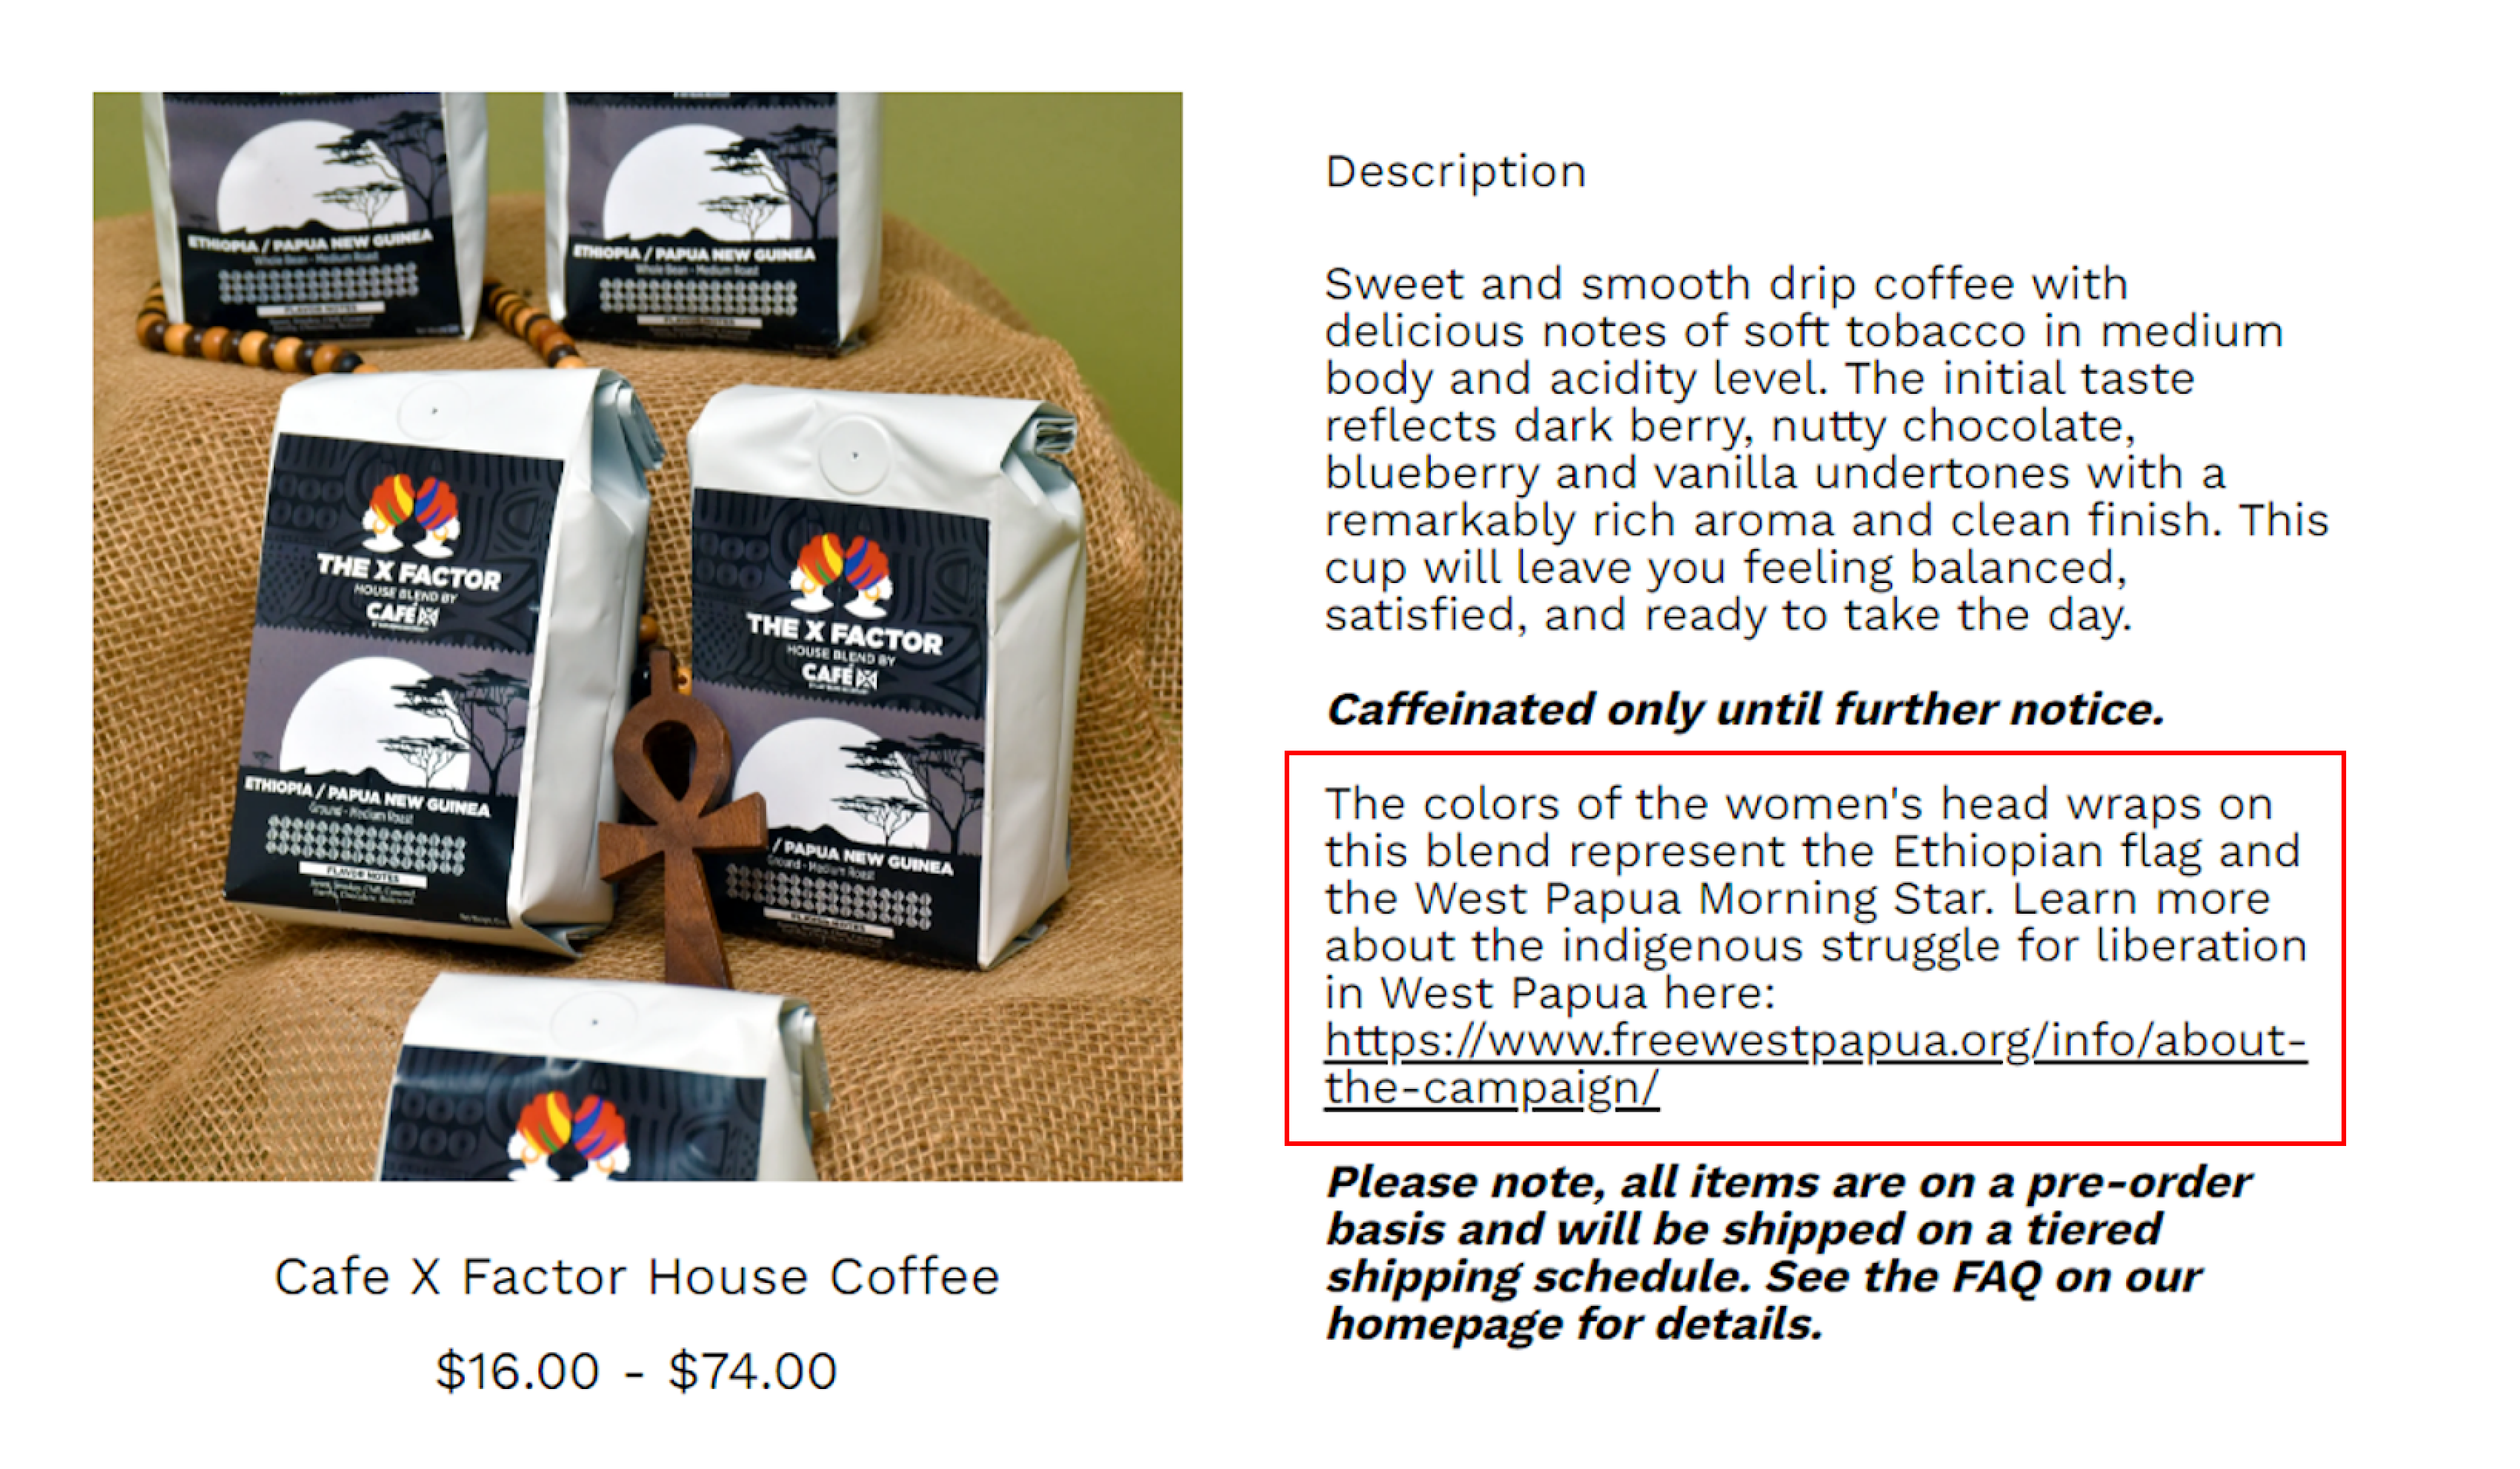 ETHIOPIA / PAPUA NEW GUINEA
Whole Bean - Medium Roast
FLAVOR NOTES
ETHIOPIA / PAPUA NEW GUINEA
Whole Bean - Medium Roast
FLAVOR NOTES
THE X FACTOR
HOUSE BLEND BY
CAFÉ X
ETHIOPIA / PAPUA NEW GUINEA
Ground - Medium Roast
FLAVOR NOTES
THE X FACTOR
HOUSE BLEND BY
CAFÉ X
/ PAPUA NEW GUINEA
Ground - Medium Roast
FLAVOR NOTES
Cafe X Factor House Coffee
$16.00 - $74.00
Description
Sweet and smooth drip coffee with
delicious notes of soft tobacco in medium
body and acidity level. The initial taste
reflects dark berry, nutty chocolate,
blueberry and vanilla undertones with a
remarkably rich aroma and clean finish. This
cup will leave you feeling balanced,
satisfied, and ready to take the day.
Caffeinated only until further notice.
The colors of the women's head wraps on
this blend represent the Ethiopian flag and
the West Papua Morning Star. Learn more
about the indigenous struggle for liberation
in West Papua here:
https://www.freewestpapua.org/info/about-
the-campaign/
Please note, all items are on a pre-order
basis and will be shipped on a tiered
shipping schedule. See the FAQ on our
homepage for details.